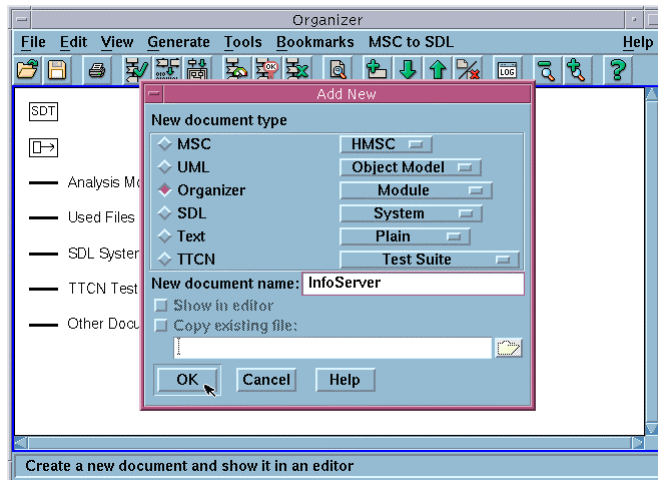 Organizer
File Edit View Generate Tools Bookmarks MSC to SDL Help
OK LOG ?
SDT
Add New
New document type
MSC HMSC
UML Object Model
Analysis Mo
Organizer Module
Used Files
SDL System
Text Plain
SDL System
TTCN Test Suite
TTCN Test
New document name: InfoServer
Show in editor
Other Docu
Copy existing file:
OK Cancel Help
Create a new document and show it in an editor